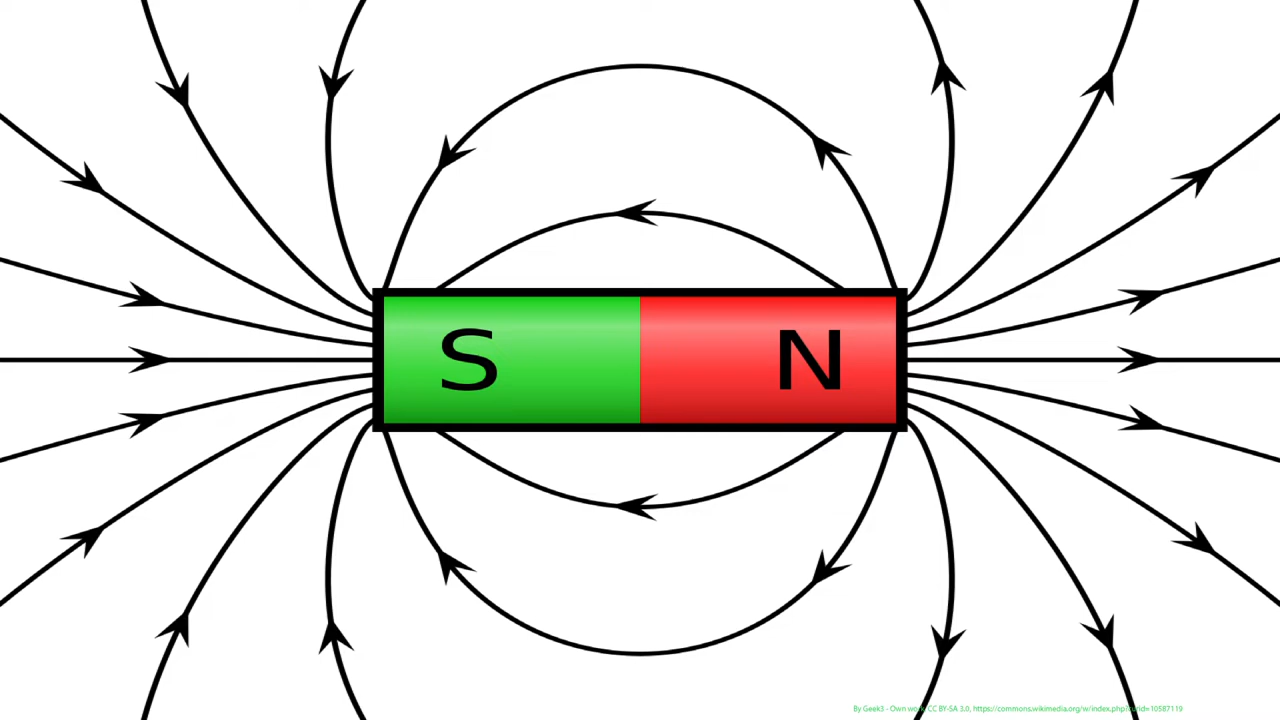 S N
By Geek3 - Own work, CC BY-SA 3.0, https://commons.wikimedia.org/w/index.php?curid=10587119